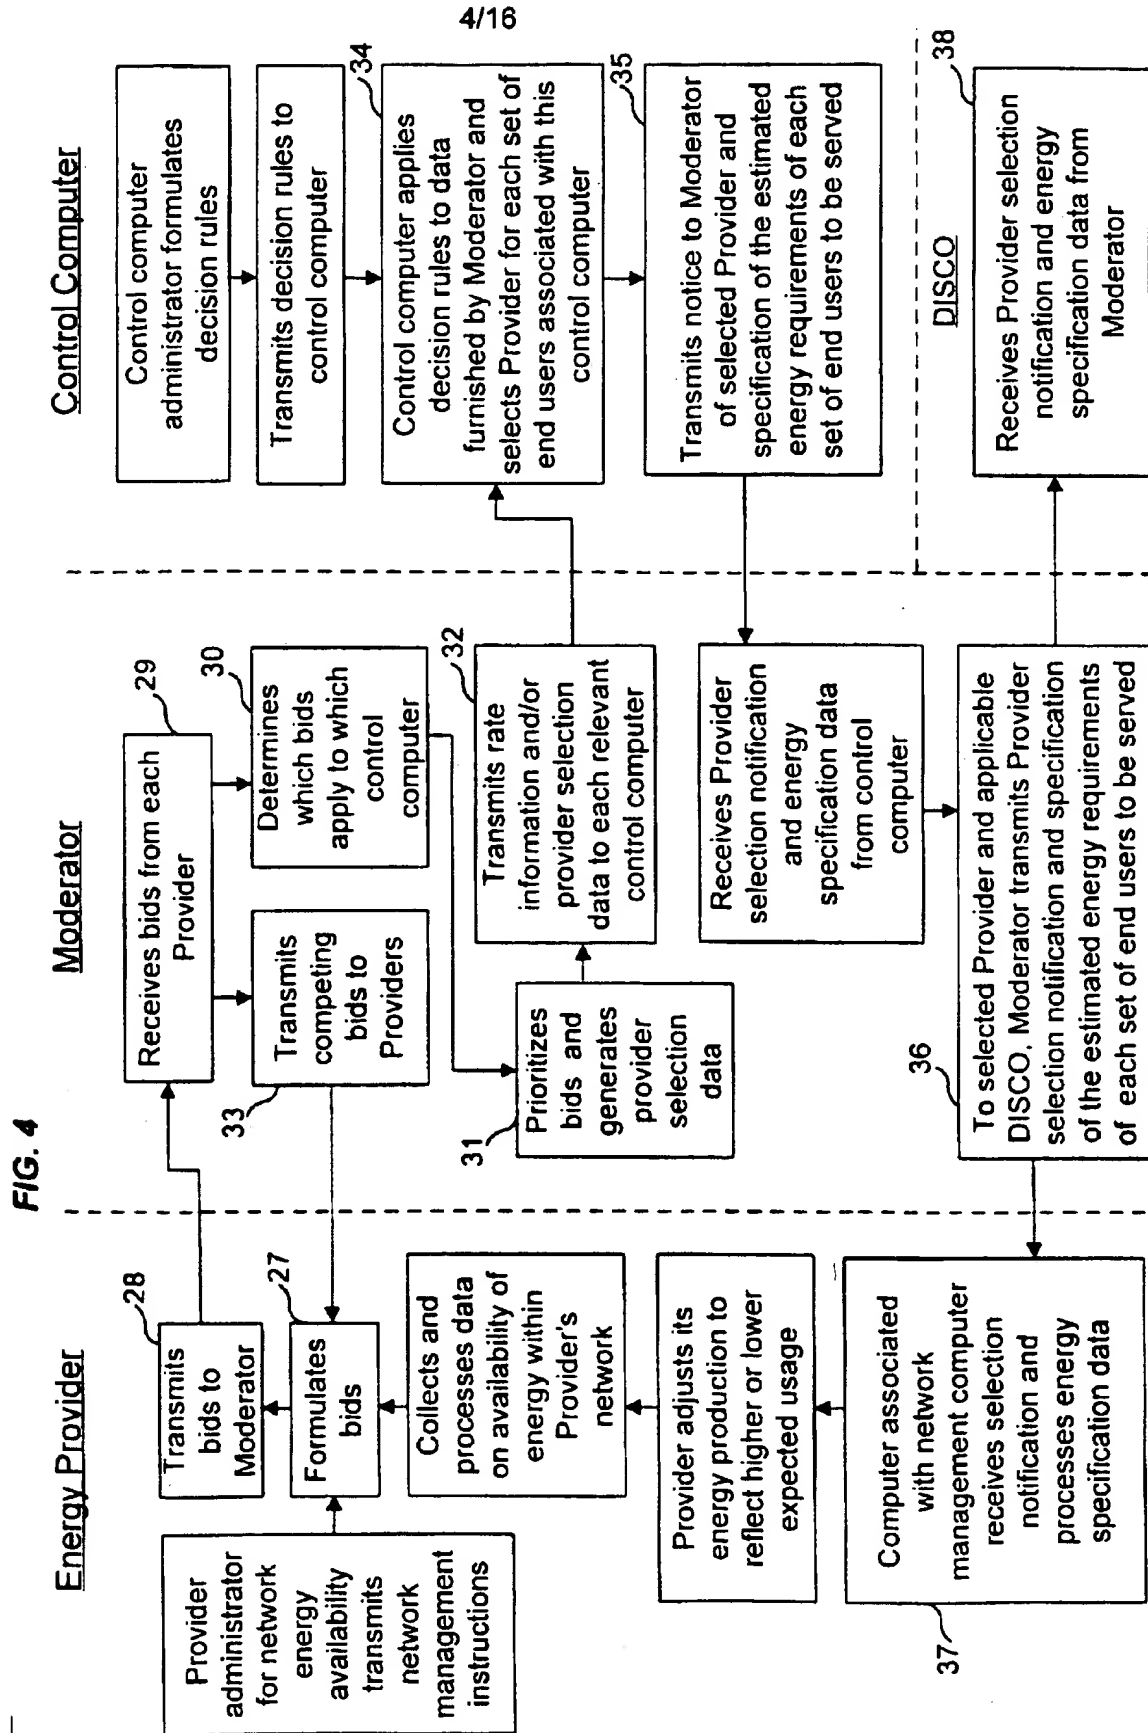 4/16
FIG. 4
Energy Provider
Moderator
Control Computer
Provider
administrator
for network
energy
availability
transmits
network
management
instructions
28
Transmits
bids to
Moderator
27
Formulates
bids
Collects and
processes data
on availability of
energy within
Provider's
network
Provider adjusts its
energy production to
reflect higher or lower
expected usage
Computer associated
with network
management computer
receives selection
notification and
processes energy
specification data
37
29
Receives bids from each
Provider
33
Transmits
competing
bids to
Providers
30
Determines
which bids
apply to which
control
computer
31
Prioritizes
bids and
generates
provider
selection
data
32
Transmits rate
information and/or
provider selection
data to each relevant
control computer
Receives Provider
selection notification
and energy
specification data
from control
computer
36
To selected Provider and applicable
DISCO, Moderator transmits Provider
selection notification and specification
of the estimated energy requirements
of each set of end users to be served
Control computer
administrator formulates
decision rules
Transmits decision rules to
control computer
34
Control computer applies
decision rules to data
furnished by Moderator and
selects Provider for each set of
end users associated with this
control computer
35
Transmits notice to Moderator
of selected Provider and
specification of the estimated
energy requirements of each
set of end users to be served
DISCO
38
Receives Provider selection
notification and energy
specification data from
Moderator